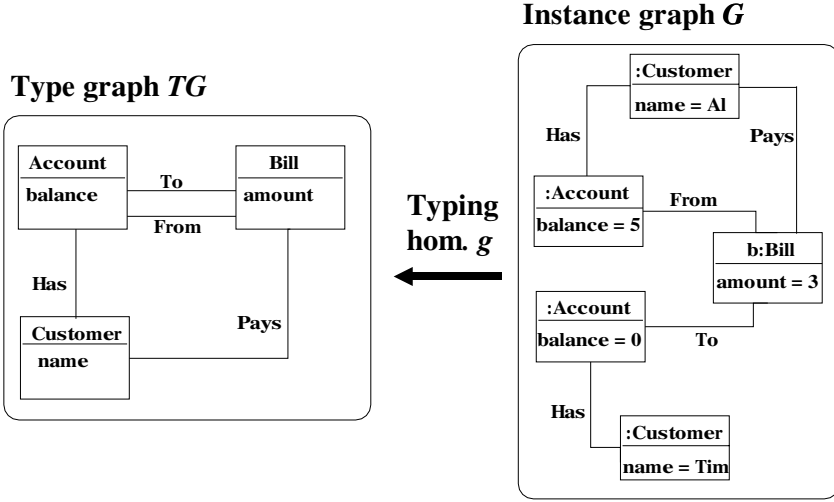 Type graph TG
Account
balance
To
From
Bill
amount
Has
Pays
Customer
name
Typing
hom. g
Instance graph G
:Customer
name = Al
Has
Pays
:Account
balance = 5
From
b:Bill
amount = 3
:Account
balance = 0
To
Has
:Customer
name = Tim